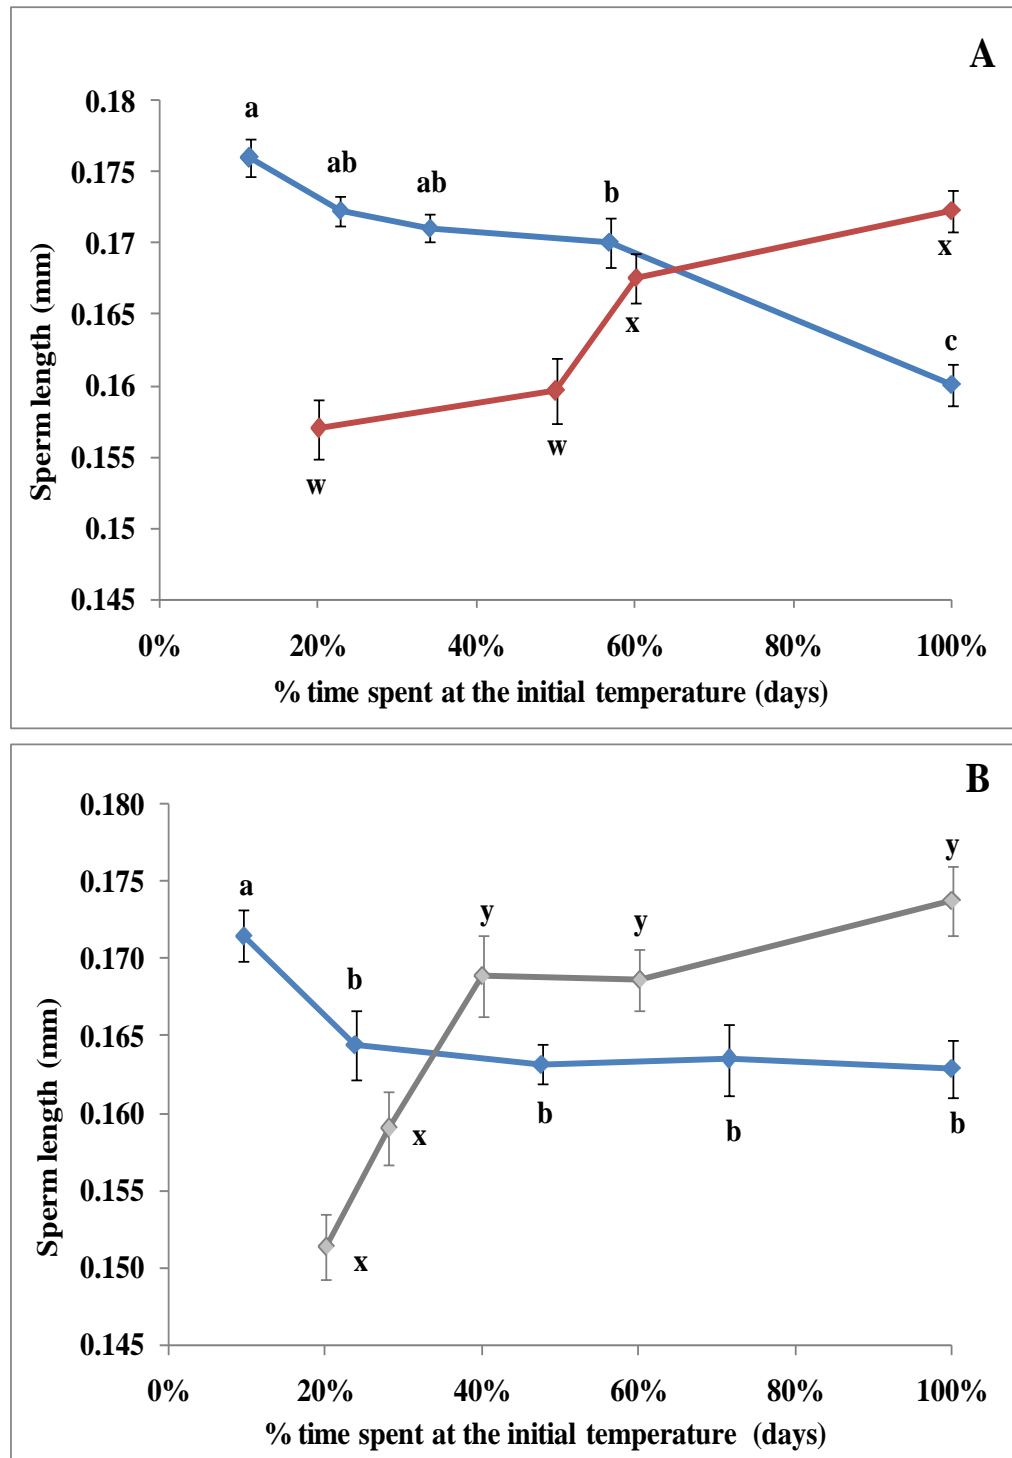 A
0.18
a
0.175
ab
ab
b
0.17
x
0.165
x
c
0.16
w
0.155
w
0.15
0.145
0% 20% 40% 60% 80% 100%
Sperm length (mm)
% time spent at the initial temperature (days)
B
0.180
y
0.175
a
y
y
0.170
b
0.165
0.160
x
b
b
b
0.155
x
0.150
0.145
0% 20% 40% 60% 80% 100%
Sperm length (mm)
% time spent at the initial temperature (days)